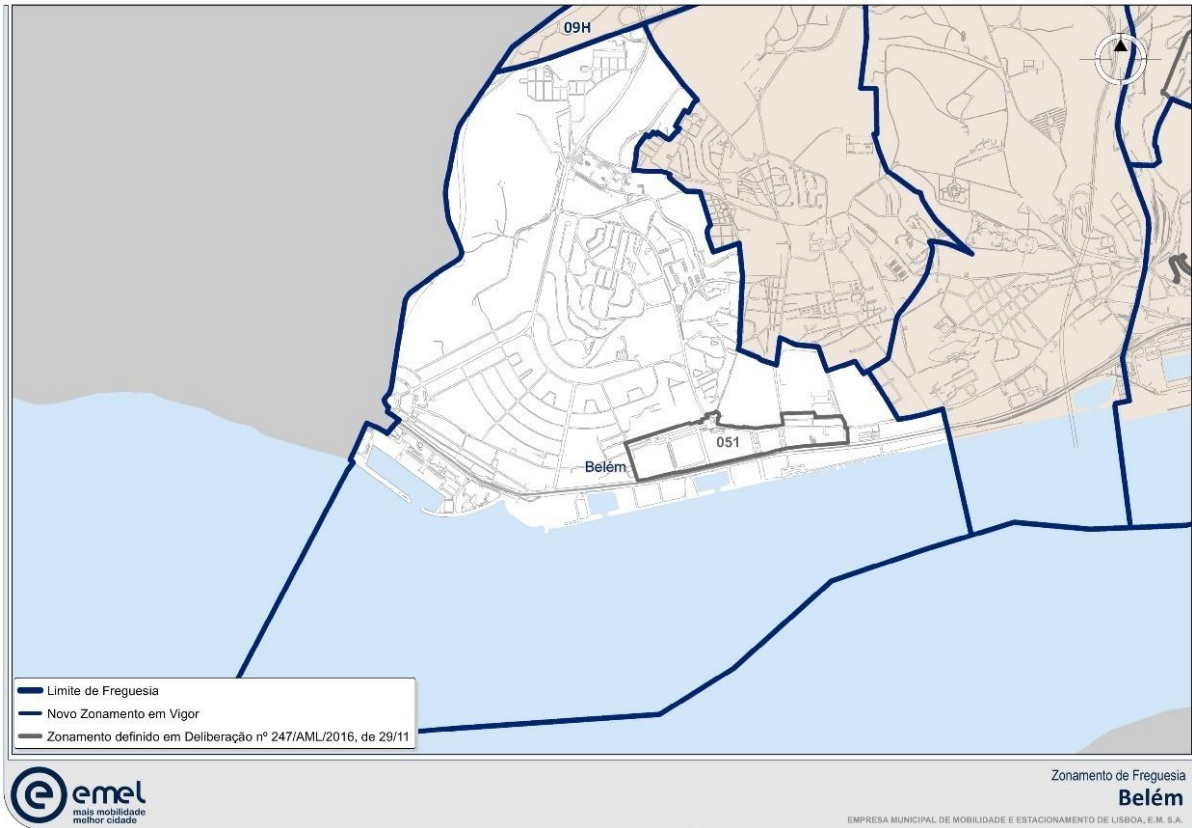 09H
051
Belém
Limite de Freguesia
Novo Zonamento em Vigor
Zonamento definido em Deliberação nº 247/AML/2016, de 29/11
emel
mais mobilidade
melhor cidade
Zonamento de Freguesia
Belém
EMPRESA MUNICIPAL DE MOBILIDADE E ESTACIONAMENTO DE LISBOA, E.M. S.A.